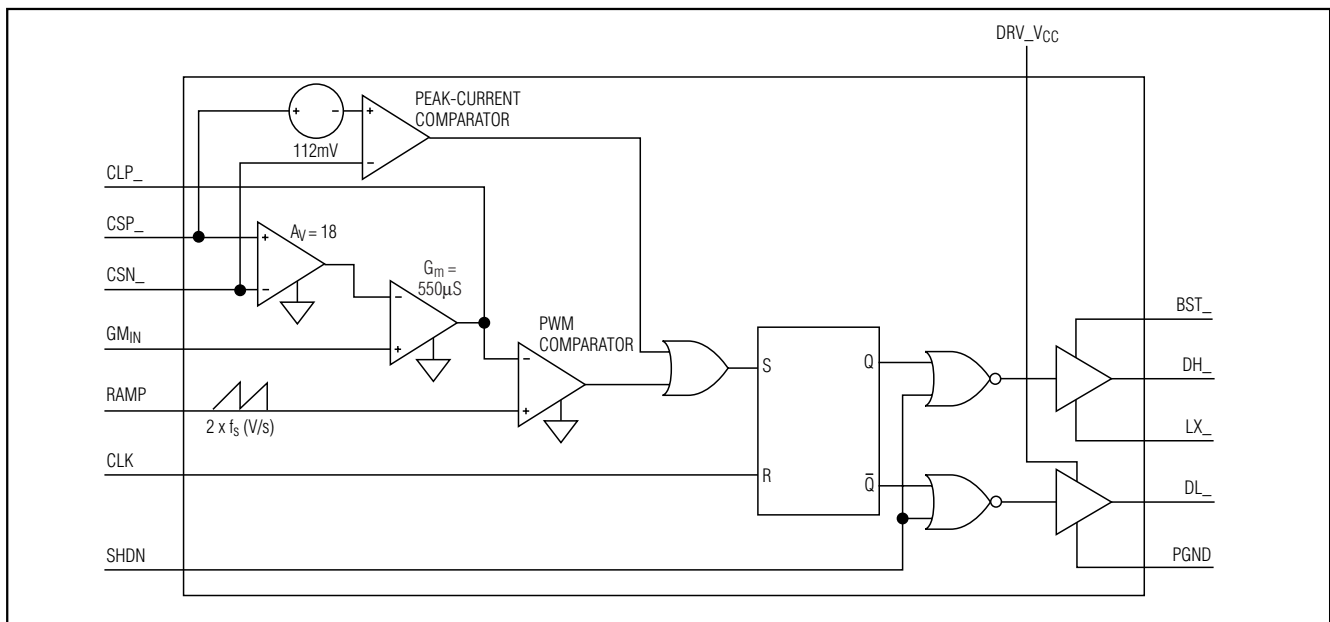 DRV_VCC
PEAK-CURRENT
COMPARATOR
+
-
+
-
112mV
CLP_
CSP_
AV = 18
+
-
CSN_
Gm =
550µS
-
+
GMIN
PWM
COMPARATOR
-
+
RAMP
2 x fs (V/s)
CLK
S
Q
R
Q̅
SHDN
BST_
DH_
LX_
DL_
PGND